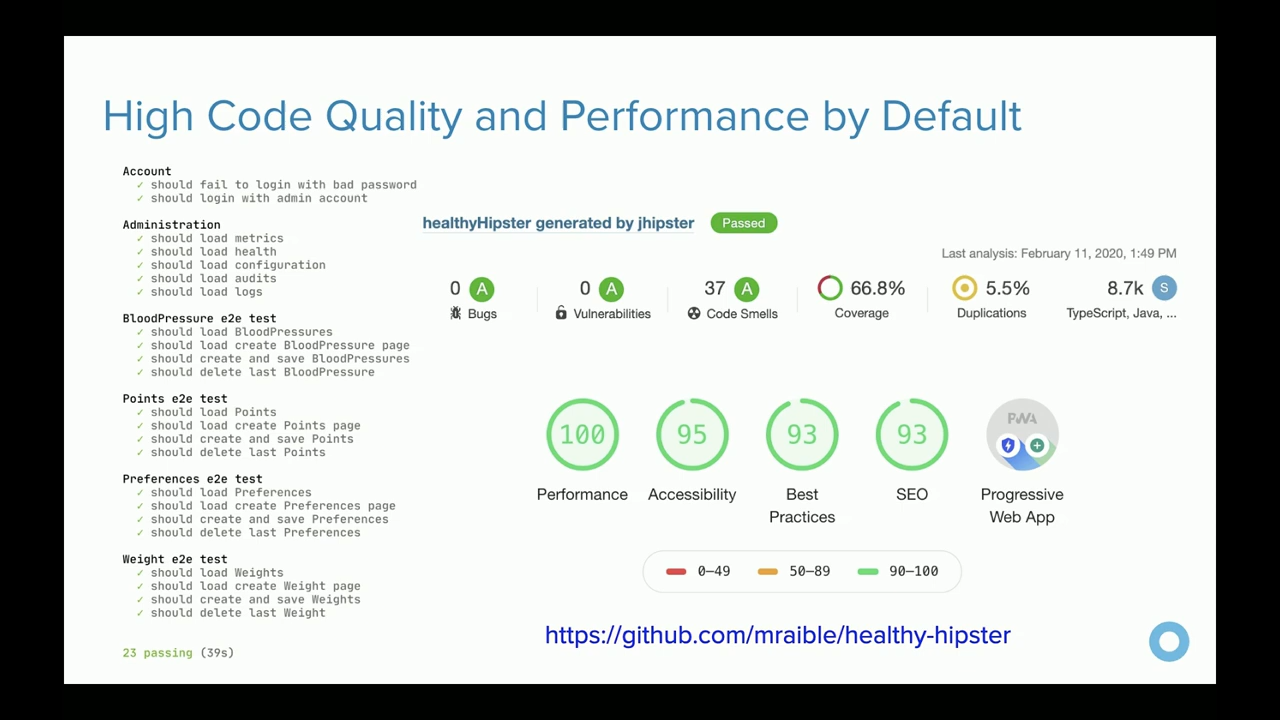 High Code Quality and Performance by Default
Account
✓ should fail to login with bad password
✓ should login with admin account
Administration
✓ should load metrics
✓ should load health
✓ should load configuration
✓ should load audits
✓ should load logs
BloodPressure e2e test
✓ should load BloodPressures
✓ should load create BloodPressure page
✓ should create and save BloodPressures
✓ should delete last BloodPressure
Points e2e test
✓ should load Points
✓ should load create Points page
✓ should create and save Points
✓ should delete last Points
Preferences e2e test
✓ should load Preferences
✓ should load create Preferences page
✓ should create and save Preferences
✓ should delete last Preferences
Weight e2e test
✓ should load Weights
✓ should load create Weight page
✓ should create and save Weights
✓ should delete last Weight
23 passing (39s)
healthyHipster generated by jhipster Passed
Last analysis: February 11, 2020, 1:49 PM
0 A 0 A 37 A 66.8% 5.5% 8.7k S
Bugs Vulnerabilities Code Smells Coverage Duplications TypeScript, Java, ...
100 95 93 93 PWA
Performance Accessibility Best SEO Progressive
Practices Web App
0–49 50–89 90–100
https://github.com/mraible/healthy-hipster